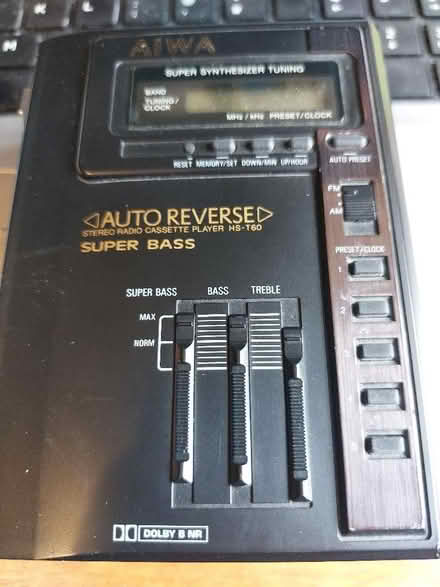 AIWA
SUPER SYNTHESIZER TUNING
BAND
TUNING/
CLOCK
MHz / kHz PRESET/CLOCK
RESET MEMORY/SET DOWN/MIN UP/HOUR
AUTO PRESET
FM
AM
AUTO REVERSE
STEREO RADIO CASSETTE PLAYER HS-T60
SUPER BASS
PRESET/CLOCK
1
2
SUPER BASS BASS TREBLE
MAX
NORM
DOLBY B NR
M